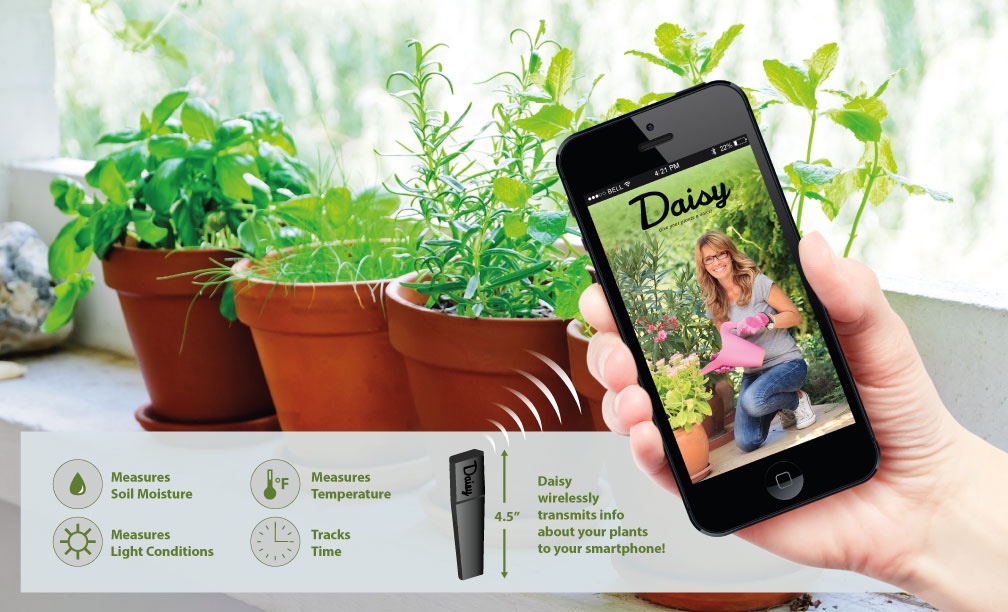 BELL
4:21 PM
22%
Daisy
Give your plants a voice!
Measures
Soil Moisture
°F
Measures
Temperature
Measures
Light Conditions
Tracks
Time
Daisy
4.5"
Daisy
wirelessly
transmits info
about your plants
to your smartphone!